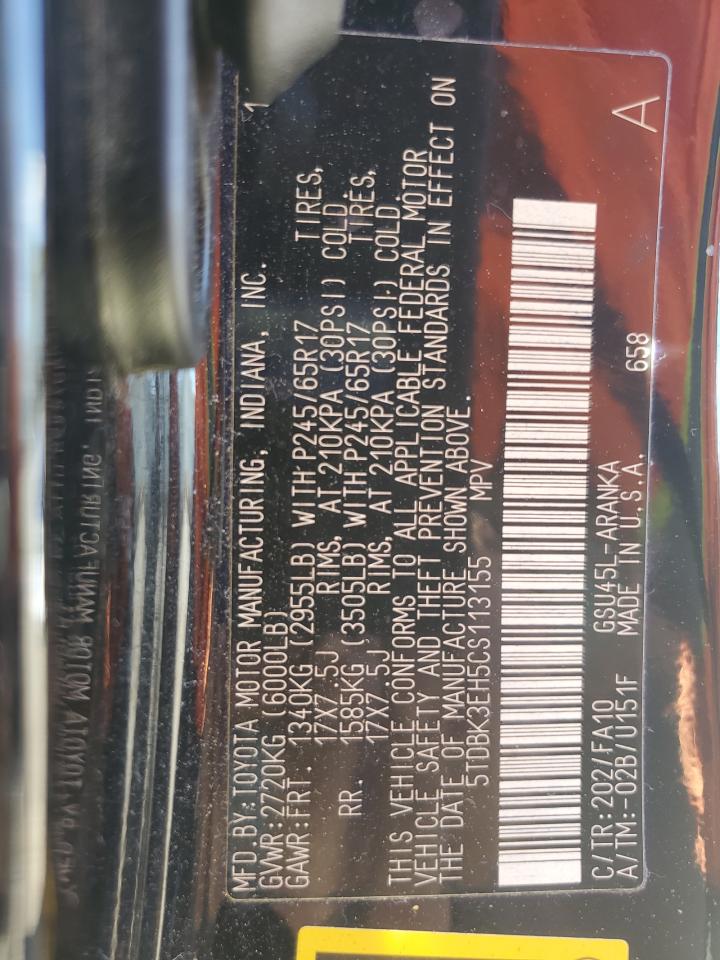 MFD.BY:TOYOTA MOTOR MANUFACTURING, INDIANA, INC. 1
GVWR:2720KG (6000LB)
GAWR:FRT. 1340KG (2955LB) WITH P245/65R17 TIRES,
17X7.5J RIMS, AT 210KPA (30PSI) COLD.
RR. 1585KG (3505LB) WITH P245/65R17 TIRES,
17X7.5J RIMS, AT 210KPA (30PSI) COLD.
THIS VEHICLE CONFORMS TO ALL APPLICABLE FEDERAL MOTOR
VEHICLE SAFETY AND THEFT PREVENTION STANDARDS IN EFFECT ON
THE DATE OF MANUFACTURE SHOWN ABOVE.
5TDBK3EH5CS113155 MPV
C/TR:202/FA10 GSU45L-ARANKA
A/TM:-02B/U151F MADE IN U.S.A. 658 A